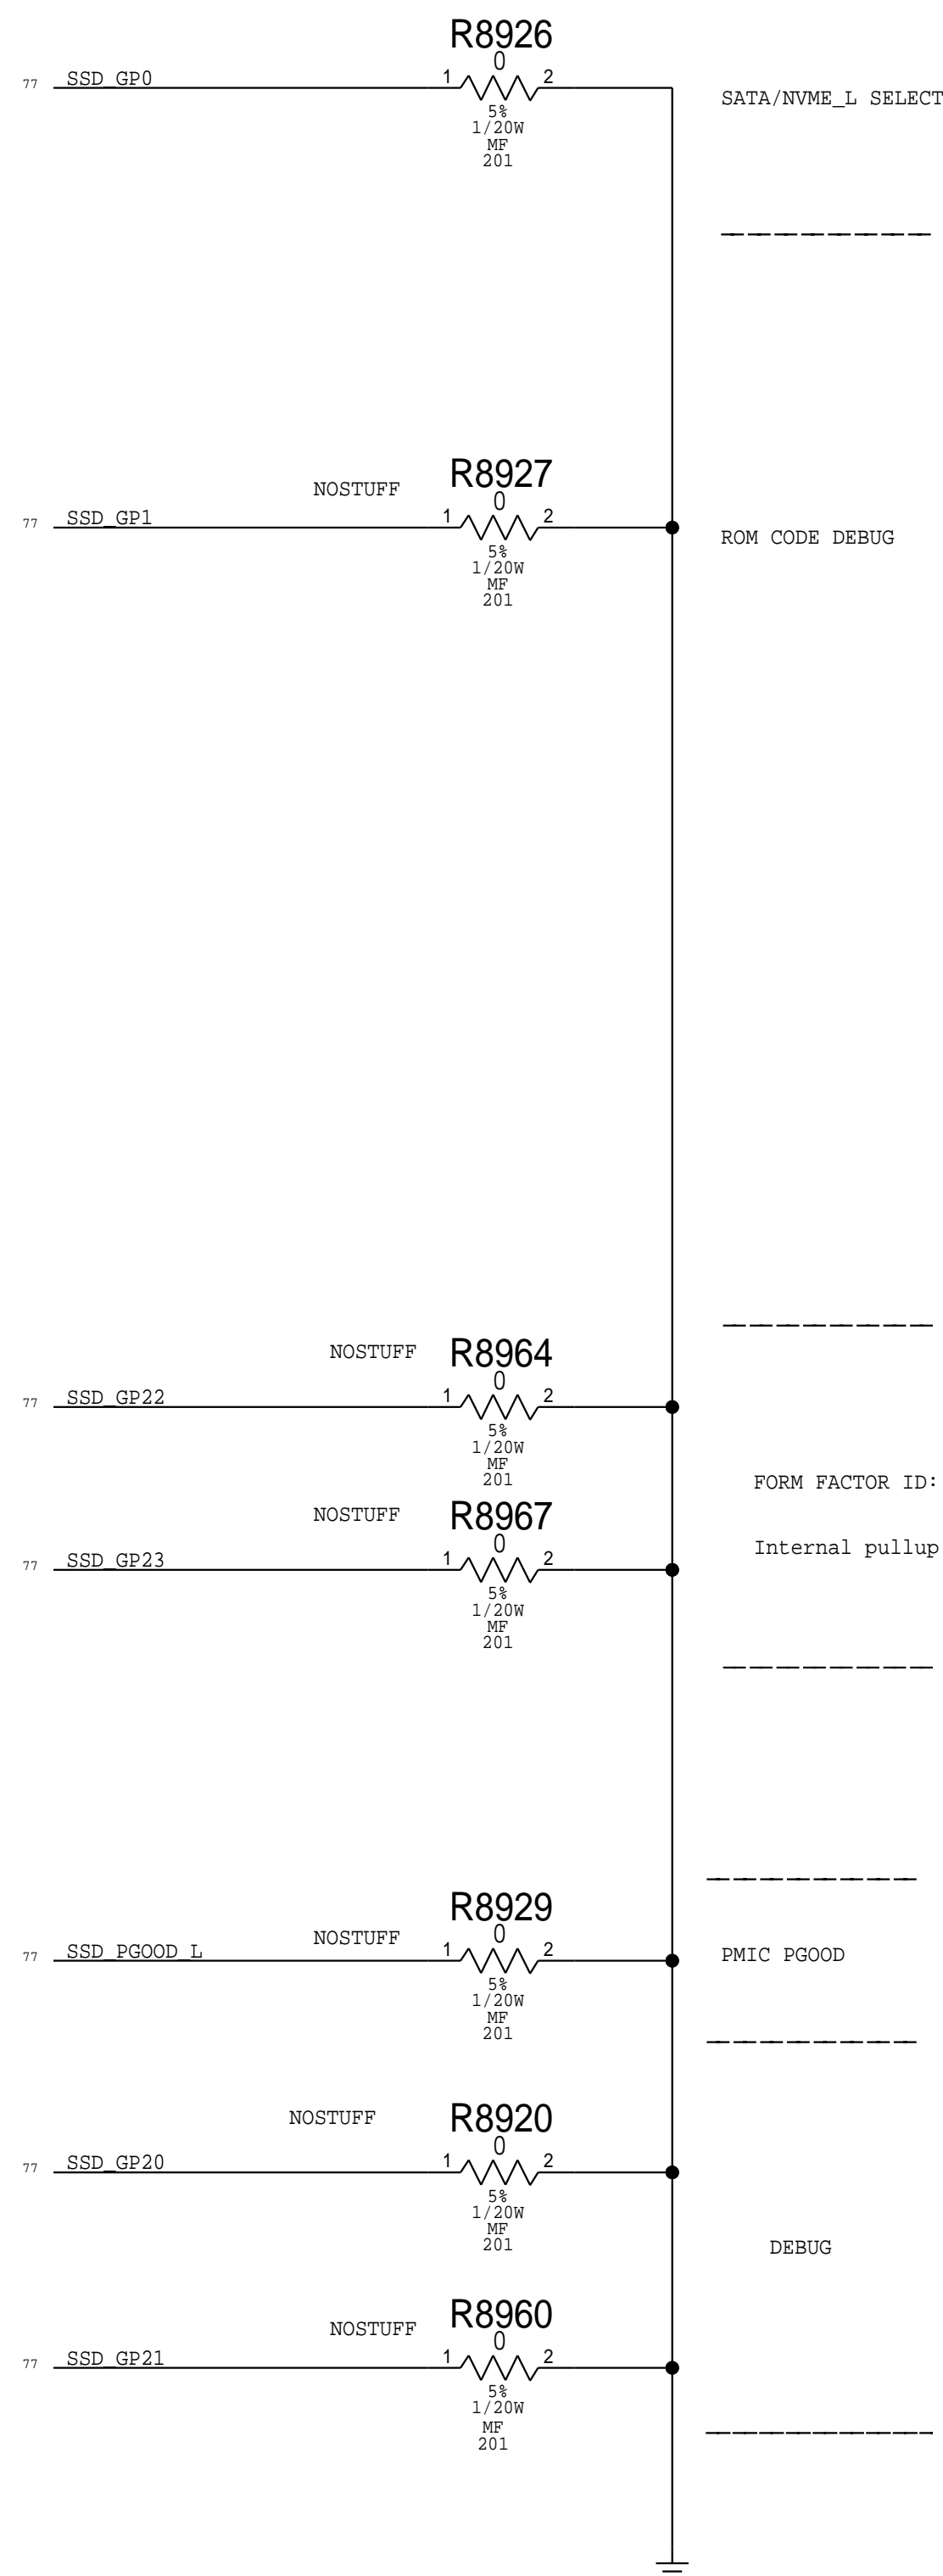 R8926
0
77 SSD_GP0 1 2
SATA/NVME_L SELECT
5%
1/20W
MF
201
NOSTUFF R8927
0
77 SSD_GP1 1 2
ROM CODE DEBUG
5%
1/20W
MF
201
NOSTUFF R8964
0
77 SSD_GP22 1 2
5%
1/20W
MF
201
FORM FACTOR ID:
NOSTUFF R8967
0
77 SSD_GP23 1 2
Internal pullup
5%
1/20W
MF
201
R8929
NOSTUFF 0
77 SSD_PGOOD_L 1 2
PMIC PGOOD
5%
1/20W
MF
201
NOSTUFF R8920
0
77 SSD_GP20 1 2
5%
1/20W
MF
201
DEBUG
NOSTUFF R8960
0
77 SSD_GP21 1 2
5%
1/20W
MF
201